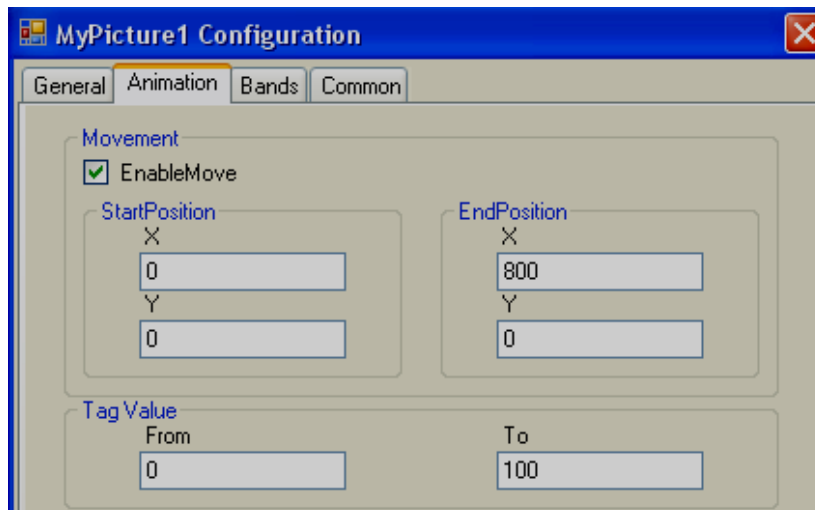 MyPicture1 Configuration
General Animation Bands Common
Movement
EnableMove
StartPosition EndPosition
X X
0 800
Y Y
0 0
Tag Value
From To
0 100